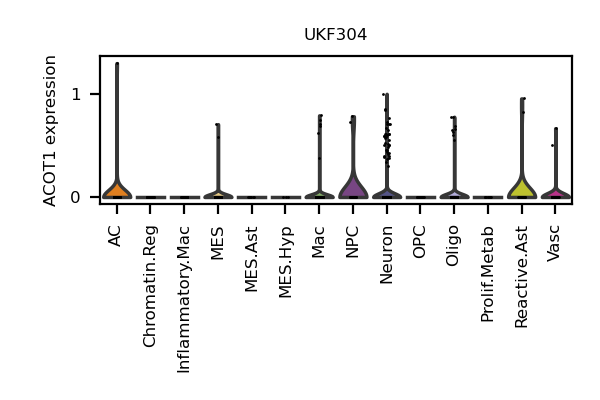 UKF304
ACOT1 expression
1
0
AC
Chromatin.Reg
Inflammatory.Mac
MES
MES.Ast
MES.Hyp
Mac
NPC
Neuron
OPC
Oligo
Prolif.Metab
Reactive.Ast
Vasc